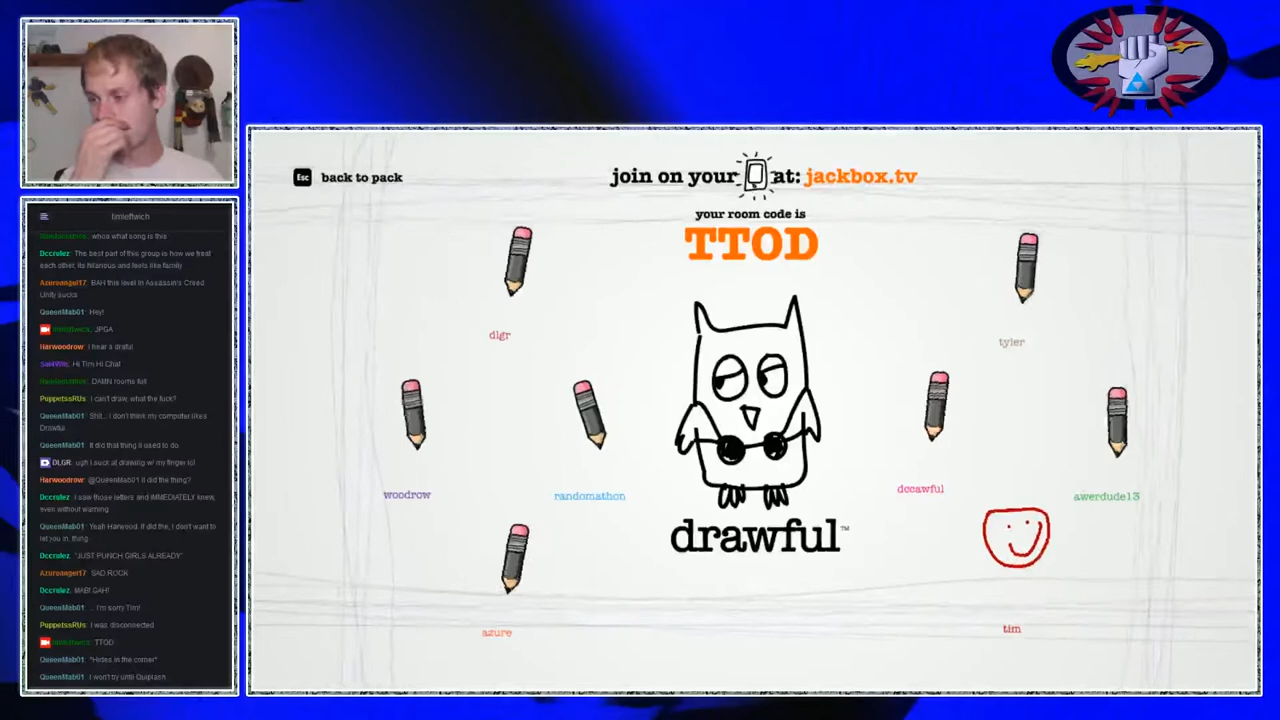 Esc back to pack
join on your at: jackbox.tv
your room code is
TTOD
dlgr
tyler
woodrow
randomathon
dccawful
awerdude13
azure
tim
drawful™
timleftwich
whoa what song is this
Dccrulez: The best part of this group is how we treat
each other, its hilarious and feels like family
Azureangel17: BAH this level in Assassin's Creed
Unity sucks
QueenMab01: Hey!
JPGA
Harwoodrow: I hear a draful
Hi Tim Hi Chat
DAMN rooms full
PuppetssRUs: I can't draw what the fuck?
QueenMab01: Shit... I don't think my computer likes
Drawful.
QueenMab01: It did that thing it used to do.
DLGR: ugh I suck at drawing w/ my finger lol
Harwoodrow: @QueenMab01 it did the thing?
Dccrulez: I saw those letters and IMMEDIATELY knew,
even without warning
QueenMab01: Yeah Harwood. It did the, I don't want to
let you in, thing.
Dccrulez: "JUST PUNCH GIRLS ALREADY"
Azureangel17: SAD ROCK
Dccrulez: MAB! GAH!
QueenMab01: ... I'm sorry Tim!
PuppetssRUs: I was disconnected
TTOD
QueenMab01: *Hides in the corner*
QueenMab01: I won't try until Quiplash.